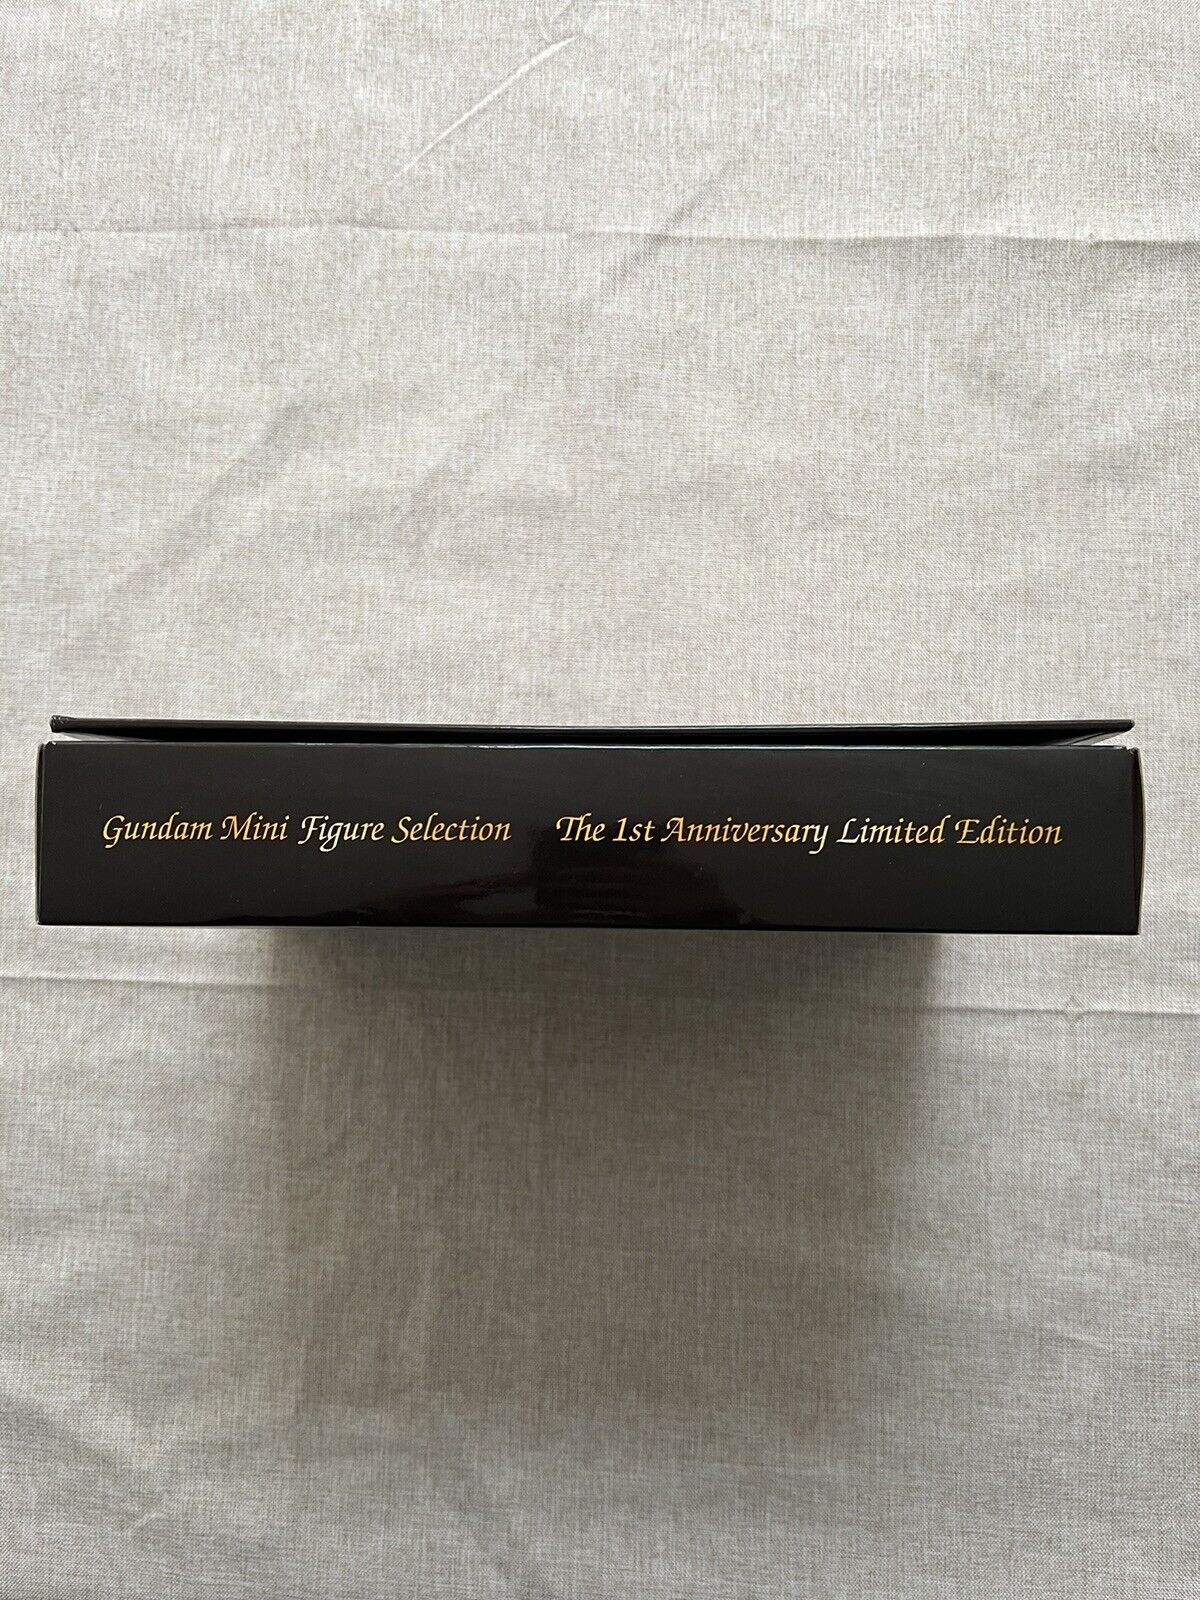 Gundam Mini Figure Selection The 1st Anniversary Limited Edition